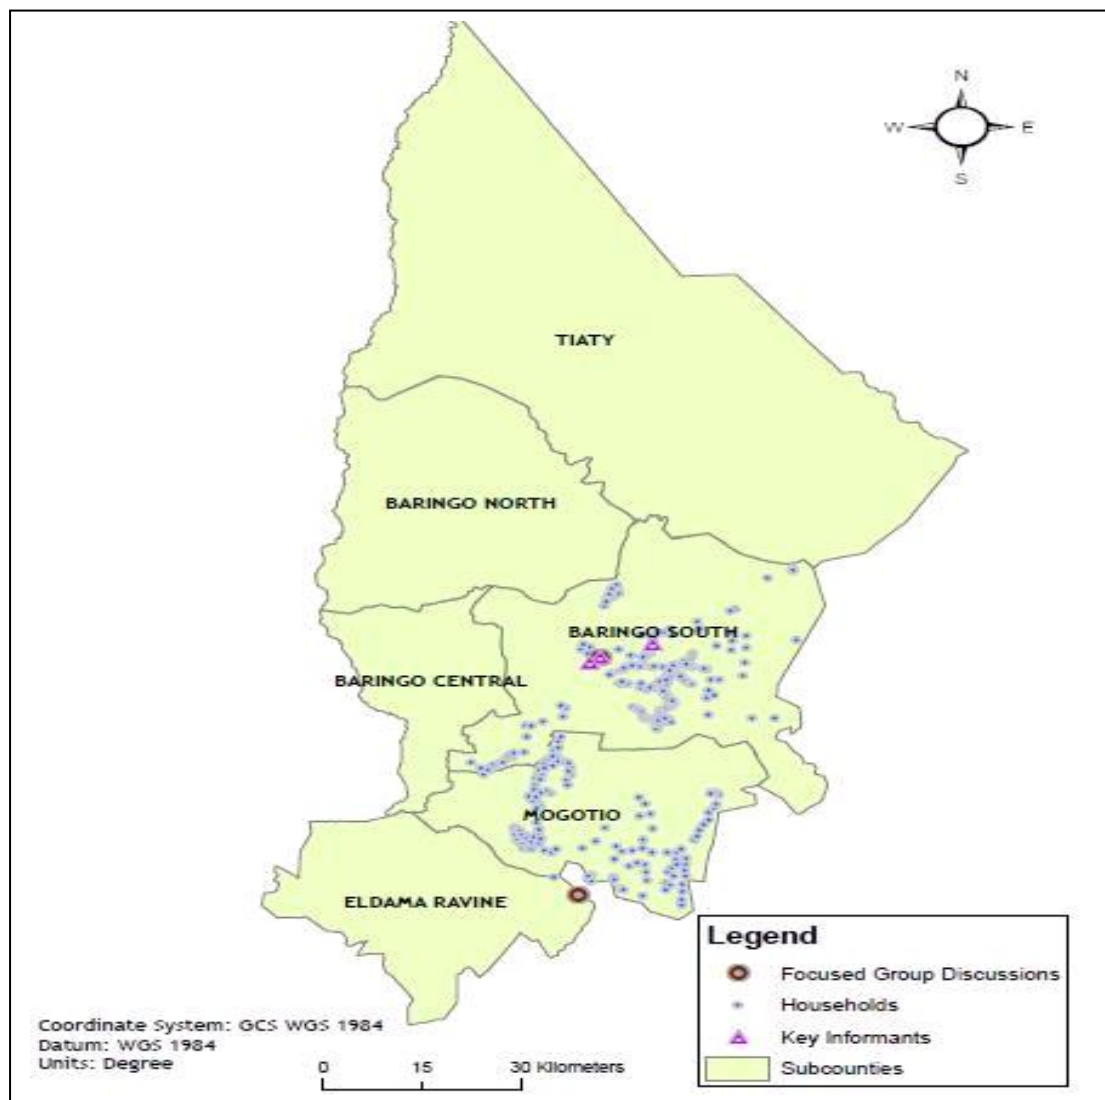 N
W E
S
TIATY
BARINGO NORTH
BARINGO SOUTH
BARINGO CENTRAL
MOGOTIO
ELDAMA RAVINE
Legend
Focused Group Discussions
Households
Key Informants
Subcounties
Coordinate System: GCS WGS 1984
Datum: WGS 1984
Units: Degree
0 15 30 Kilometers